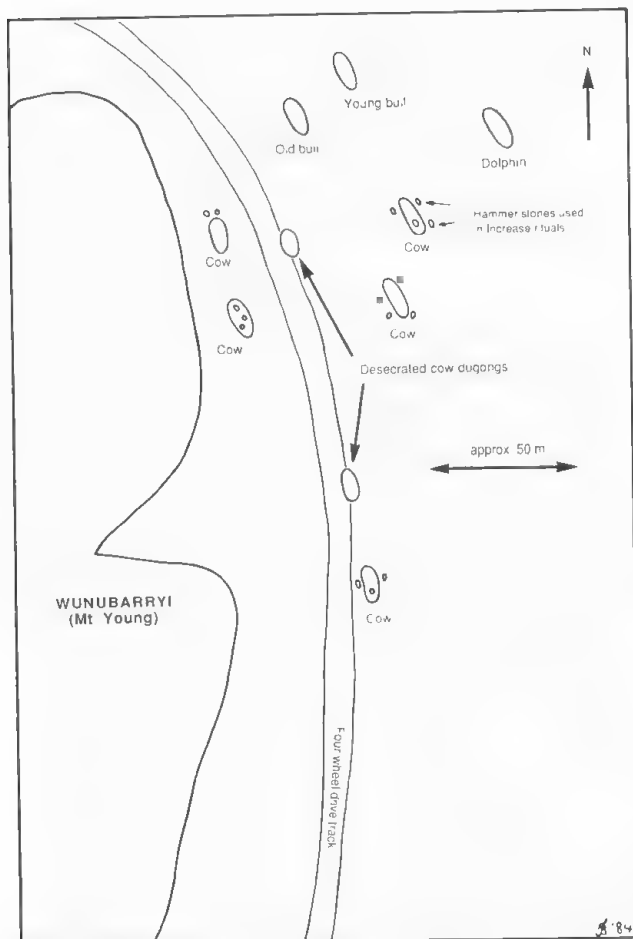 N
Young bull
Old bull
Dolphin
Hammer stones used
in increase rituals
Cow
Cow
Cow
Cow
Desecrated cow dugongs
approx 50 m
WUNUBARRYI
(Mt Young)
Cow
Four wheel drive track
'84